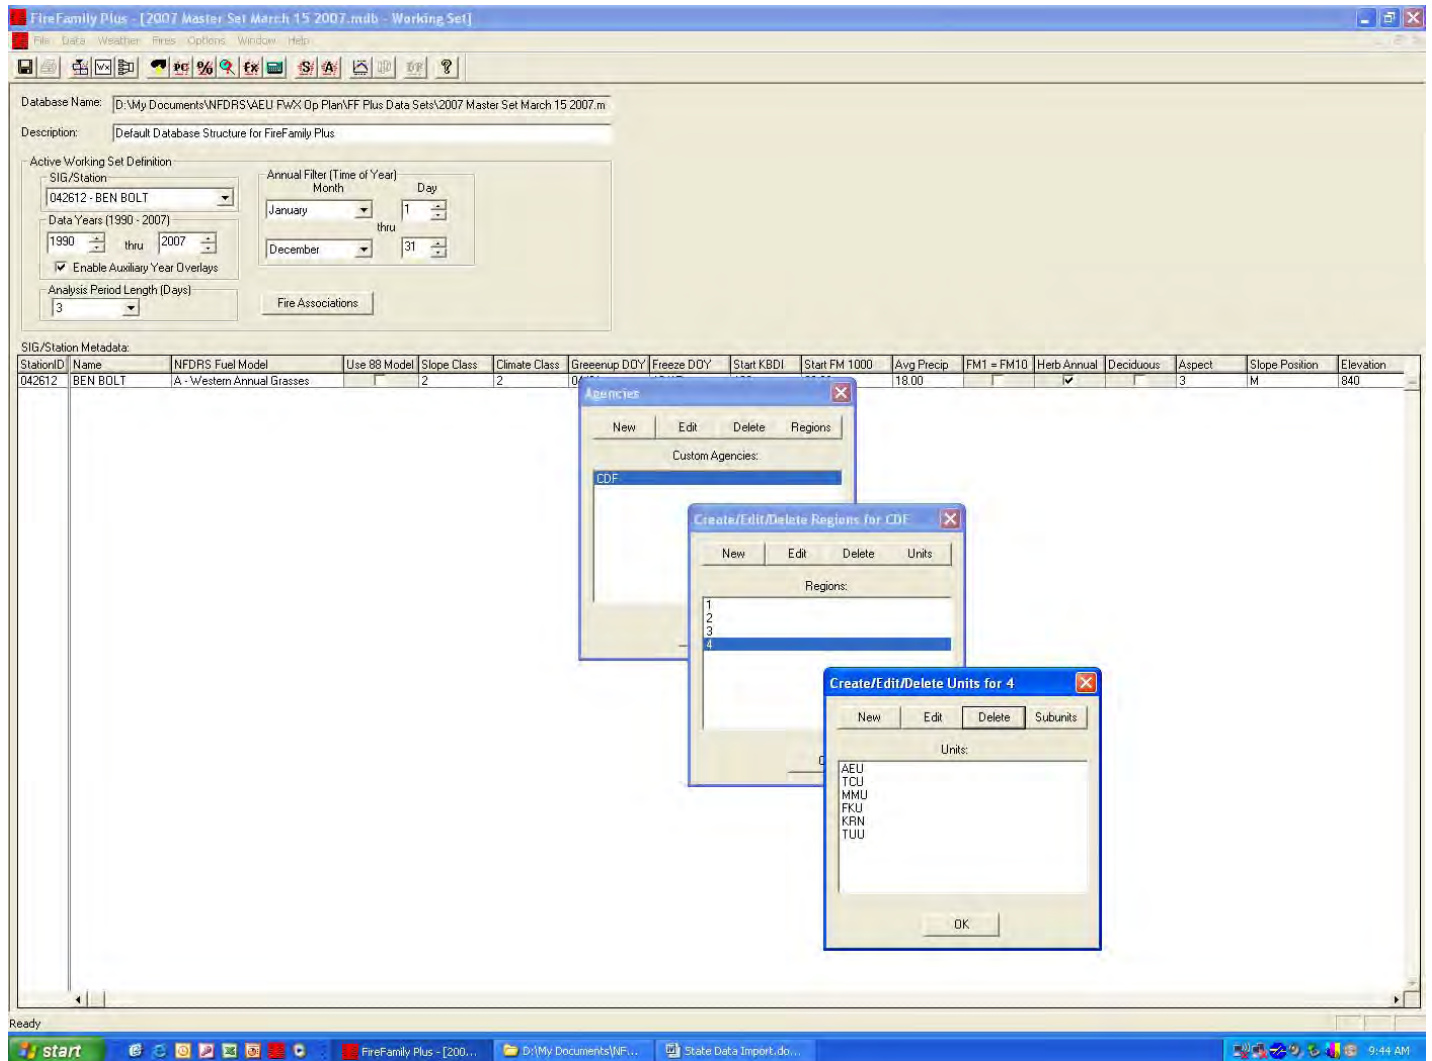 FireFamily Plus - [2007 Master Set March 15 2007.mdb - Working Set]
File Data Weather Fires Options Window Help
Database Name: D:\My Documents\NFDRS\AEU FWX Op Plan\FF Plus Data Sets\2007 Master Set March 15 2007.m
Description: Default Database Structure for FireFamily Plus
Active Working Set Definition
SIG/Station
042612 - BEN BOLT
Data Years (1990 - 2007)
1990 thru 2007
Enable Auxiliary Year Overlays
Analysis Period Length (Days)
3
Annual Filter (Time of Year)
Month Day
January 1
thru
December 31
Fire Associations
SIG/Station Metadata:
StationID Name NFDRS Fuel Model Use 88 Model Slope Class Climate Class Greeenup DOY Freeze DOY Start KBDI Start FM 1000 Avg Precip FM1 = FM10 Herb Annual Deciduous Aspect Slope Position Elevation
042612 BEN BOLT A - Western Annual Grasses 2 2 18.00 3 M 840
Agencies
New Edit Delete Regions
Custom Agencies:
CDF
Create/Edit/Delete Regions for CDF
New Edit Delete Units
Regions:
1
2
3
4
Create/Edit/Delete Units for 4
New Edit Delete Subunits
Units:
AEU
TCU
MMU
FKU
KRN
TUU
OK
Ready
start FireFamily Plus - [200... D:\My Documents\NF... State Data Import.do... 9:44 AM